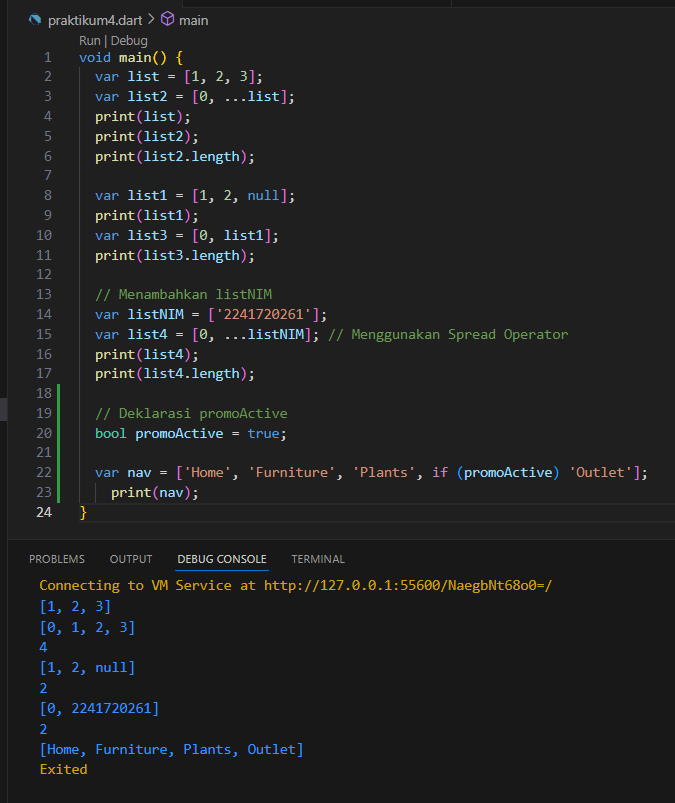 praktikum4.dart > main
Run | Debug
1 void main() {
2 var list = [1, 2, 3];
3 var list2 = [0, ...list];
4 print(list);
5 print(list2);
6 print(list2.length);
7
8 var list1 = [1, 2, null];
9 print(list1);
10 var list3 = [0, list1];
11 print(list3.length);
12
13 // Menambahkan listNIM
14 var listNIM = ['2241720261'];
15 var list4 = [0, ...listNIM]; // Menggunakan Spread Operator
16 print(list4);
17 print(list4.length);
18
19 // Deklarasi promoActive
20 bool promoActive = true;
21
22 var nav = ['Home', 'Furniture', 'Plants', if (promoActive) 'Outlet'];
23 print(nav);
24 }
PROBLEMS OUTPUT DEBUG CONSOLE TERMINAL
Connecting to VM Service at http://127.0.0.1:55600/NaegbNt68o0=/
[1, 2, 3]
[0, 1, 2, 3]
4
[1, 2, null]
2
[0, 2241720261]
2
[Home, Furniture, Plants, Outlet]
Exited